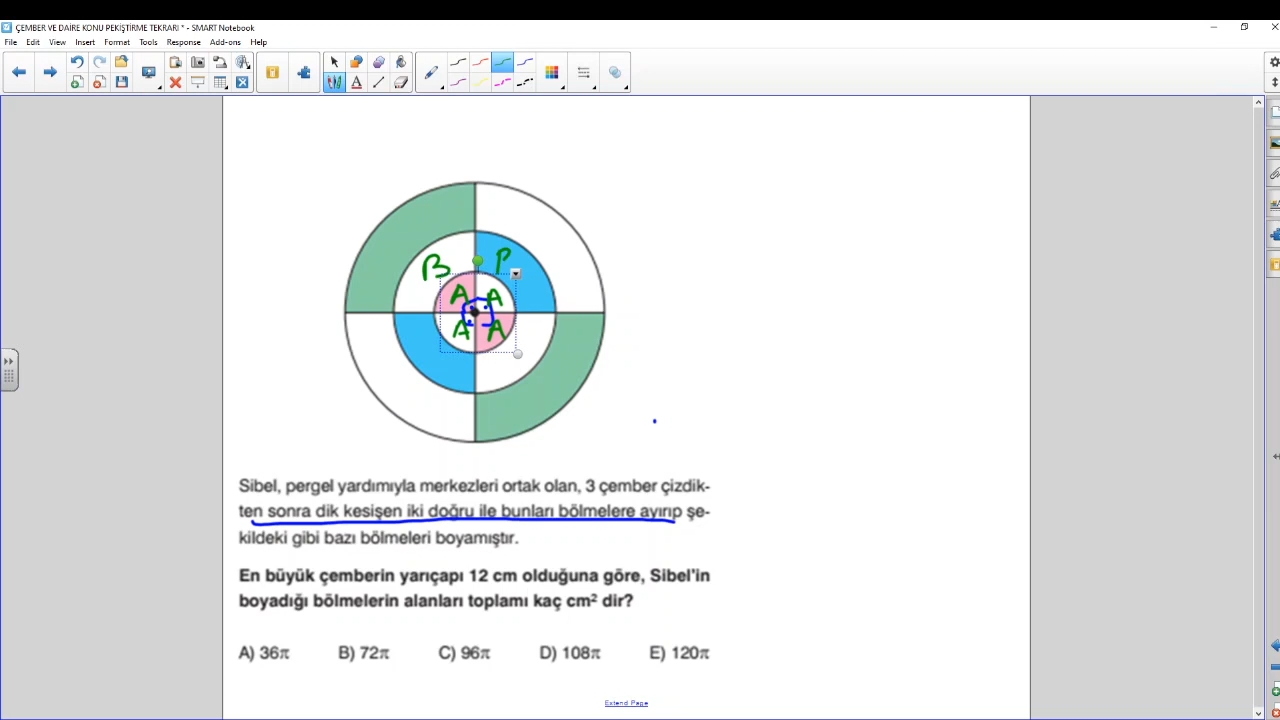 ÇEMBER VE DAİRE KONU PEKİŞTİRME TEKRARI * - SMART Notebook
File Edit View Insert Format Tools Response Add-ons Help
B P
A A
A A
Sibel, pergel yardımıyla merkezleri ortak olan, 3 çember çizdik-
ten sonra dik kesişen iki doğru ile bunları bölmelere ayırıp şe-
kildeki gibi bazı bölmeleri boyamıştır.
En büyük çemberin yarıçapı 12 cm olduğuna göre, Sibel'in
boyadığı bölmelerin alanları toplamı kaç cm² dir?
A) 36π B) 72π C) 96π D) 108π E) 120π
Extend Page